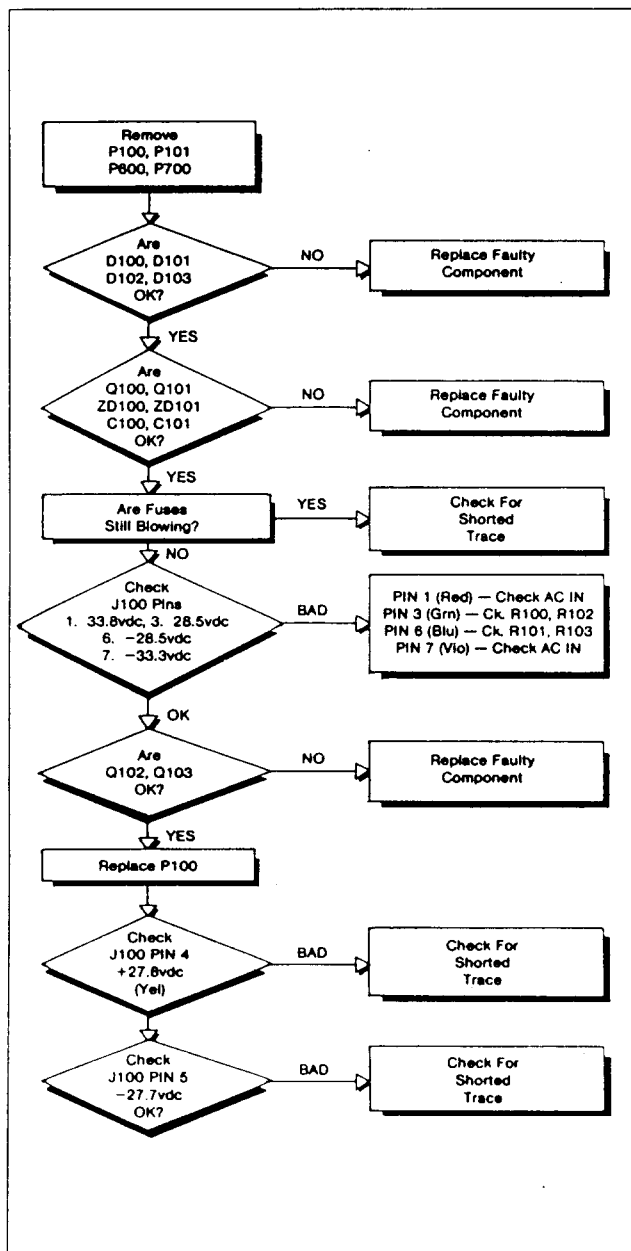 Remove
P100, P101
P600, P700
Are
D100, D101
D102, D103
OK?
NO
Replace Faulty
Component
YES
Are
Q100, Q101
ZD100, ZD101
C100, C101
OK?
NO
Replace Faulty
Component
YES
Are Fuses
Still Blowing?
YES
Check For
Shorted
Trace
NO
Check
J100 Pins
1. 33.8vdc, 3. 28.5vdc
6. −28.5vdc
7. −33.3vdc
BAD
PIN 1 (Red) — Check AC IN
PIN 3 (Grn) — Ck. R100, R102
PIN 6 (Blu) — Ck. R101, R103
PIN 7 (Vio) — Check AC IN
OK
Are
Q102, Q103
OK?
NO
Replace Faulty
Component
YES
Replace P100
Check
J100 PIN 4
+27.8vdc
(Yel)
BAD
Check For
Shorted
Trace
Check
J100 PIN 5
−27.7vdc
OK?
BAD
Check For
Shorted
Trace